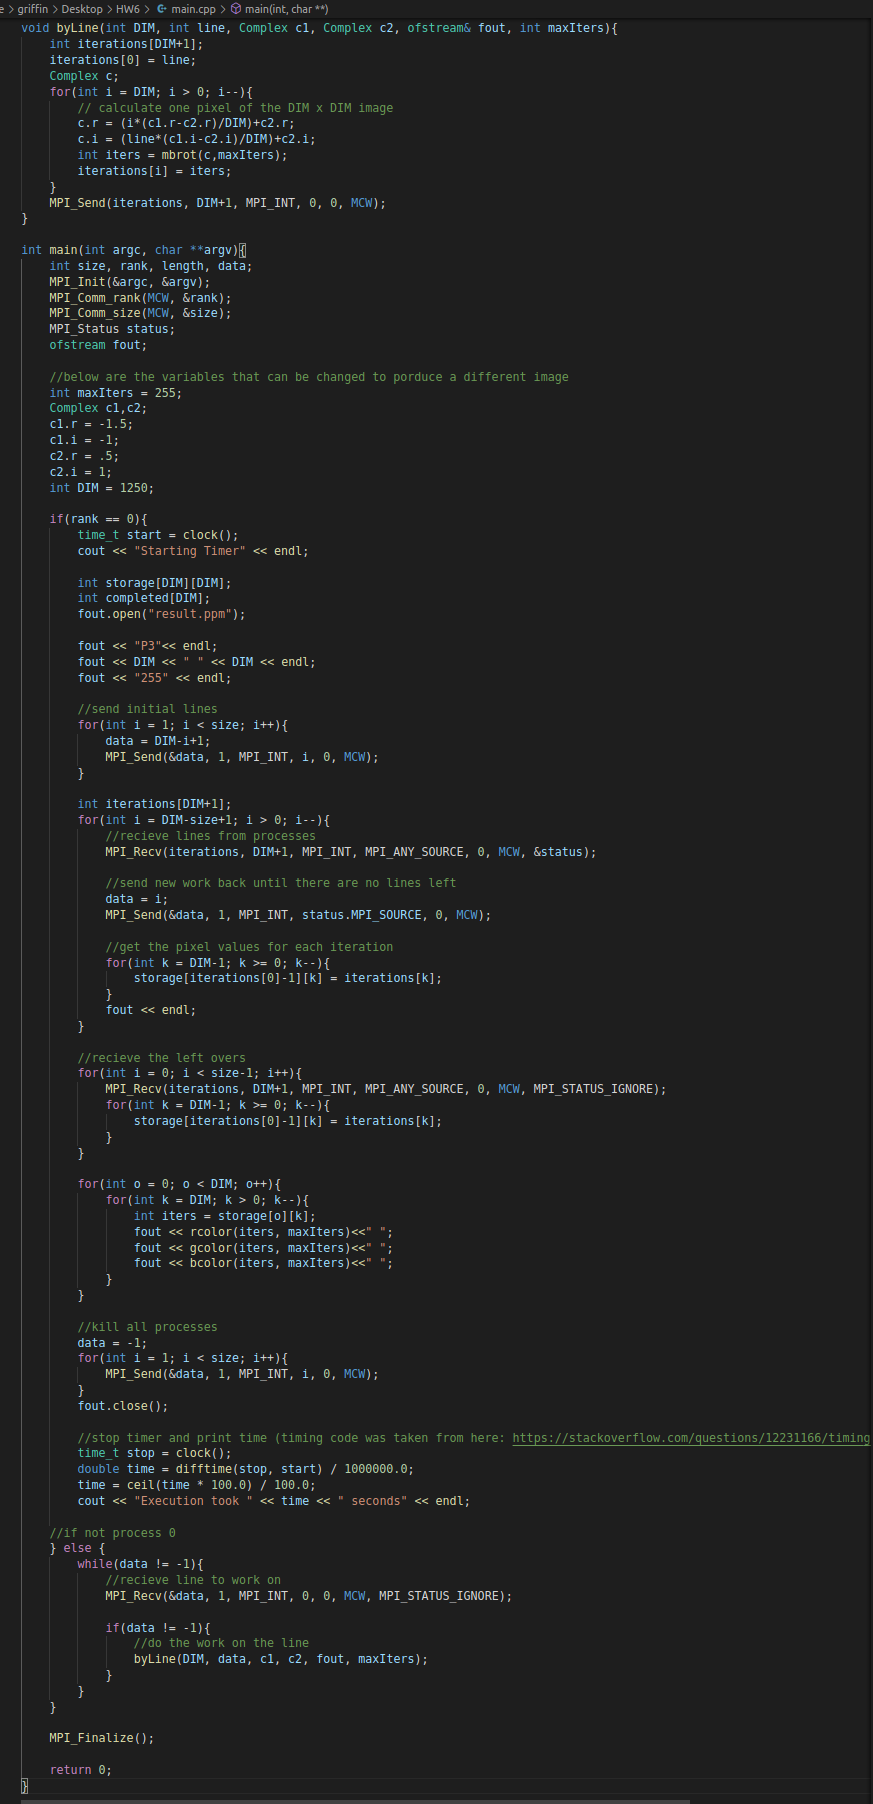 e > griffin > Desktop > HW6 > main.cpp > main(int, char **)
void byLine(int DIM, int line, Complex c1, Complex c2, ofstream& fout, int maxIters){
    int iterations[DIM+1];
    iterations[0] = line;
    Complex c;
    for(int i = DIM; i > 0; i--){
        // calculate one pixel of the DIM x DIM image
        c.r = (i*(c1.r-c2.r)/DIM)+c2.r;
        c.i = (line*(c1.i-c2.i)/DIM)+c2.i;
        int iters = mbrot(c,maxIters);
        iterations[i] = iters;
    }
    MPI_Send(iterations, DIM+1, MPI_INT, 0, 0, MCW);
}

int main(int argc, char **argv){
    int size, rank, length, data;
    MPI_Init(&argc, &argv);
    MPI_Comm_rank(MCW, &rank);
    MPI_Comm_size(MCW, &size);
    MPI_Status status;
    ofstream fout;

    //below are the variables that can be changed to porduce a different image
    int maxIters = 255;
    Complex c1,c2;
    c1.r = -1.5;
    c1.i = -1;
    c2.r = .5;
    c2.i = 1;
    int DIM = 1250;

    if(rank == 0){
        time_t start = clock();
        cout << "Starting Timer" << endl;

        int storage[DIM][DIM];
        int completed[DIM];
        fout.open("result.ppm");

        fout << "P3"<< endl;
        fout << DIM << " " << DIM << endl;
        fout << "255" << endl;

        //send initial lines
        for(int i = 1; i < size; i++){
            data = DIM-i+1;
            MPI_Send(&data, 1, MPI_INT, i, 0, MCW);
        }

        int iterations[DIM+1];
        for(int i = DIM-size+1; i > 0; i--){
            //recieve lines from processes
            MPI_Recv(iterations, DIM+1, MPI_INT, MPI_ANY_SOURCE, 0, MCW, &status);

            //send new work back until there are no lines left
            data = i;
            MPI_Send(&data, 1, MPI_INT, status.MPI_SOURCE, 0, MCW);

            //get the pixel values for each iteration
            for(int k = DIM-1; k >= 0; k--){
                storage[iterations[0]-1][k] = iterations[k];
            }
            fout << endl;
        }

        //recieve the left overs
        for(int i = 0; i < size-1; i++){
            MPI_Recv(iterations, DIM+1, MPI_INT, MPI_ANY_SOURCE, 0, MCW, MPI_STATUS_IGNORE);
            for(int k = DIM-1; k >= 0; k--){
                storage[iterations[0]-1][k] = iterations[k];
            }
        }

        for(int o = 0; o < DIM; o++){
            for(int k = DIM; k > 0; k--){
                int iters = storage[o][k];
                fout << rcolor(iters, maxIters)<<" ";
                fout << gcolor(iters, maxIters)<<" ";
                fout << bcolor(iters, maxIters)<<" ";
            }
        }

        //kill all processes
        data = -1;
        for(int i = 1; i < size; i++){
            MPI_Send(&data, 1, MPI_INT, i, 0, MCW);
        }
        fout.close();

        //stop timer and print time (timing code was taken from here: https://stackoverflow.com/questions/12231166/timing
        time_t stop = clock();
        double time = difftime(stop, start) / 1000000.0;
        time = ceil(time * 100.0) / 100.0;
        cout << "Execution took " << time << " seconds" << endl;

    //if not process 0
    } else {
        while(data != -1){
            //recieve line to work on
            MPI_Recv(&data, 1, MPI_INT, 0, 0, MCW, MPI_STATUS_IGNORE);

            if(data != -1){
                //do the work on the line
                byLine(DIM, data, c1, c2, fout, maxIters);
            }
        }
    }

    MPI_Finalize();

    return 0;
}